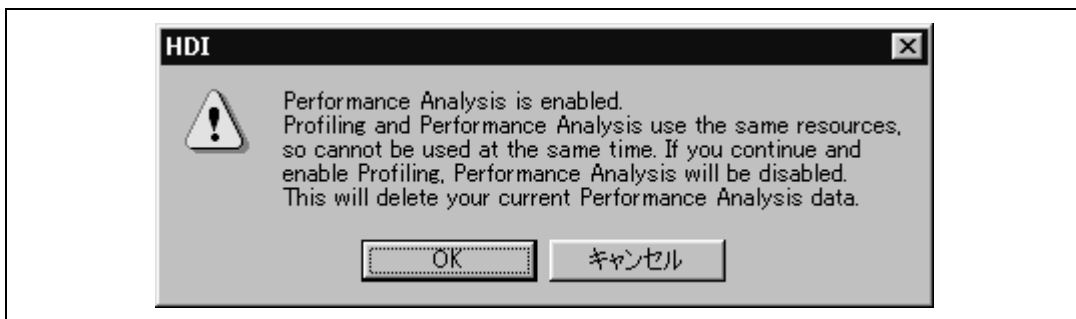 HDI
Performance Analysis is enabled.
Profiling and Performance Analysis use the same resources,
so cannot be used at the same time. If you continue and
enable Profiling, Performance Analysis will be disabled.
This will delete your current Performance Analysis data.
OK
キャンセル